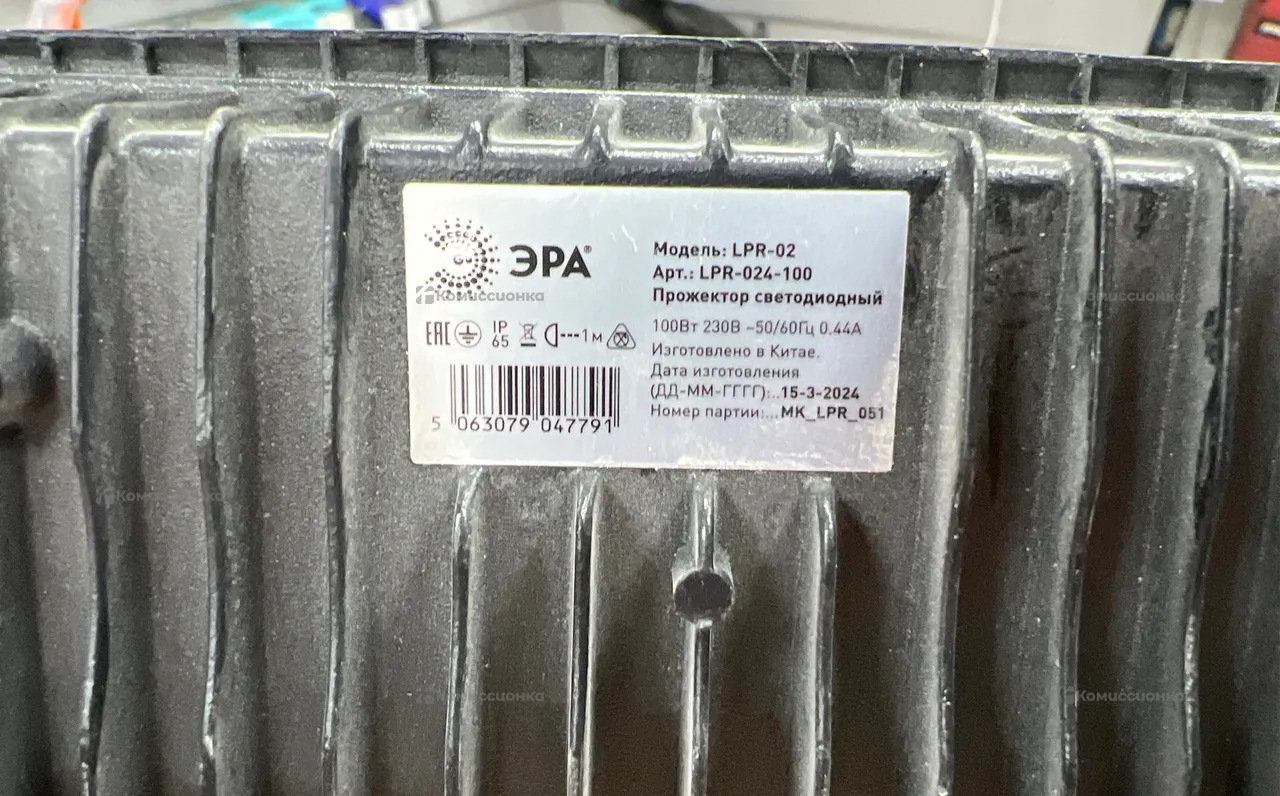 ЭРА®
Модель: LPR-02
Арт.: LPR-024-100
Прожектор светодиодный
100Вт 230В ~50/60Гц 0.44А
Изготовлено в Китае.
Дата изготовления
(ДД-ММ-ГГГГ):..15-3-2024
Номер партии:...MK_LPR_051
EAC IP 65 1 м
5 063079 047791
Комиссионка
Комиссионка
Комиссионка
Комиссионка